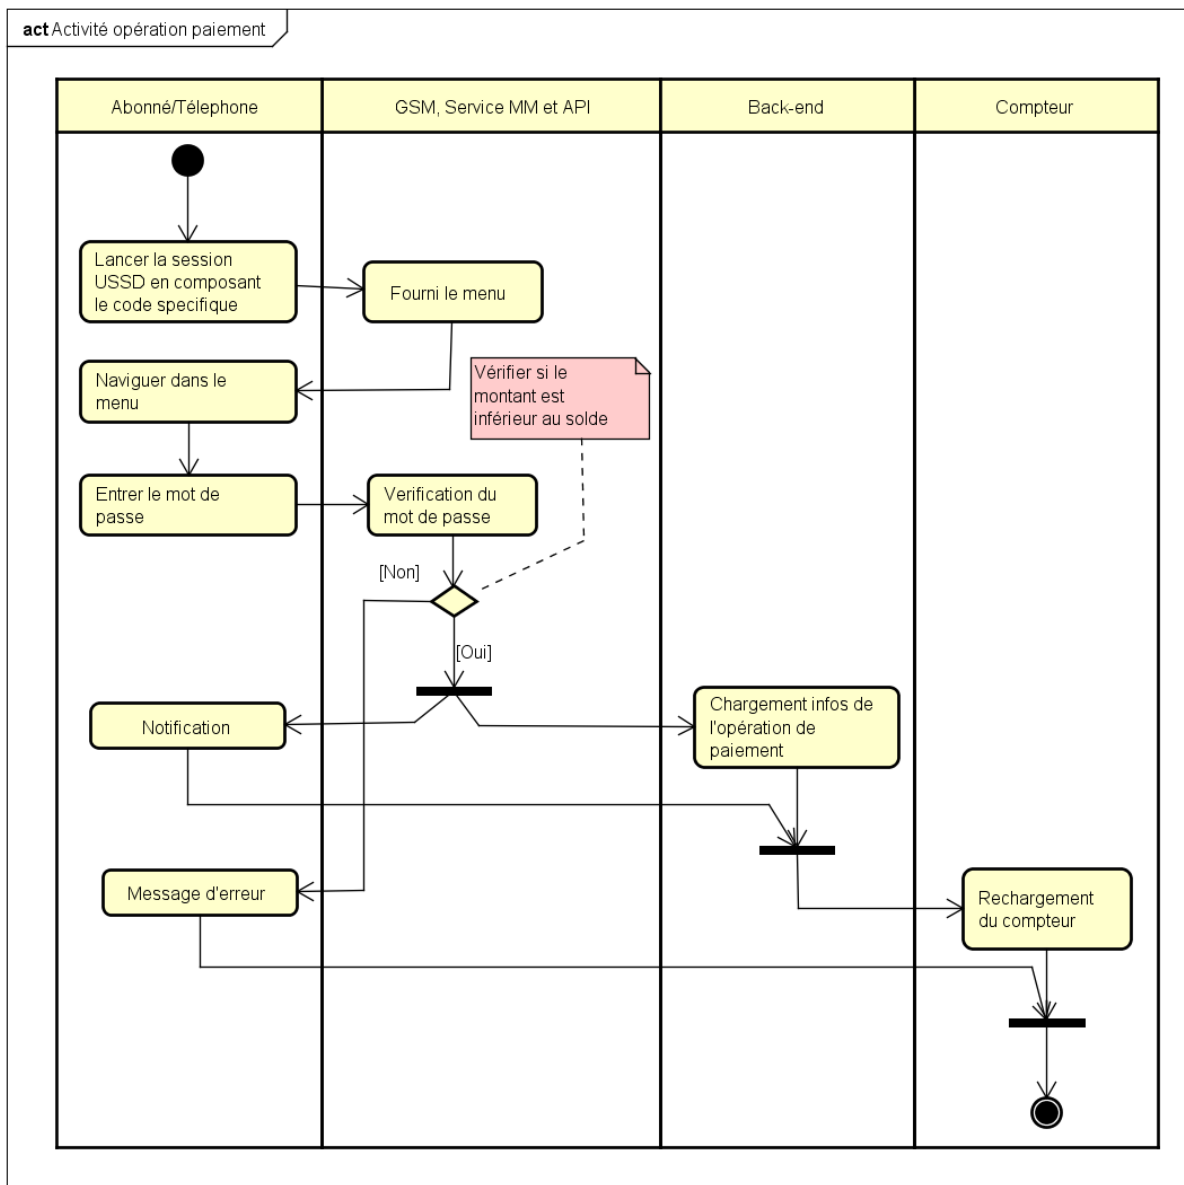 act Activité opération paiement
Abonné/Télephone
GSM, Service MM et API
Back-end
Compteur
Lancer la session
USSD en composant
le code specifique
Fourni le menu
Naviguer dans le
menu
Vérifier si le
montant est
inférieur au solde
Entrer le mot de
passe
Verification du
mot de passe
[Non]
[Oui]
Notification
Chargement infos de
l'opération de
paiement
Message d'erreur
Rechargement
du compteur